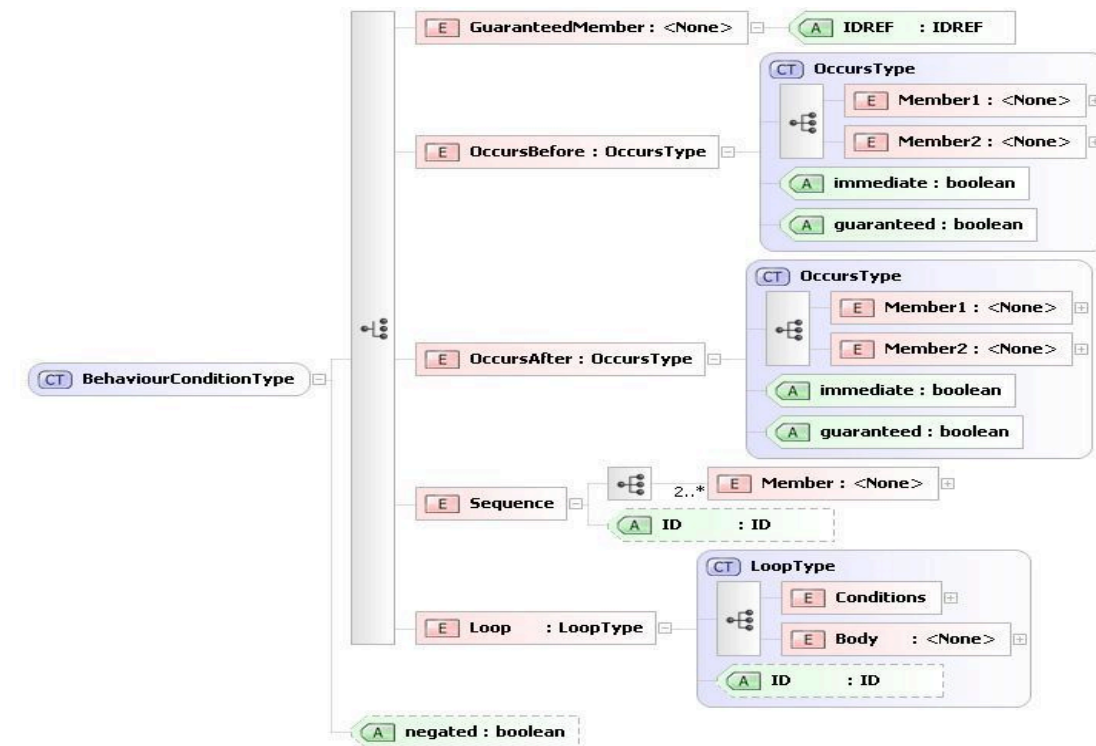 E GuaranteedMember : <None>
A IDREF : IDREF
CT OccursType
E Member1 : <None>
E Member2 : <None>
E OccursBefore : OccursType
A immediate : boolean
A guaranteed : boolean
CT OccursType
E Member1 : <None>
E Member2 : <None>
E OccursAfter : OccursType
CT BehaviourConditionType
A immediate : boolean
A guaranteed : boolean
E Sequence
2..* E Member : <None>
A ID : ID
CT LoopType
E Conditions
E Loop : LoopType
E Body : <None>
A ID : ID
A negated : boolean